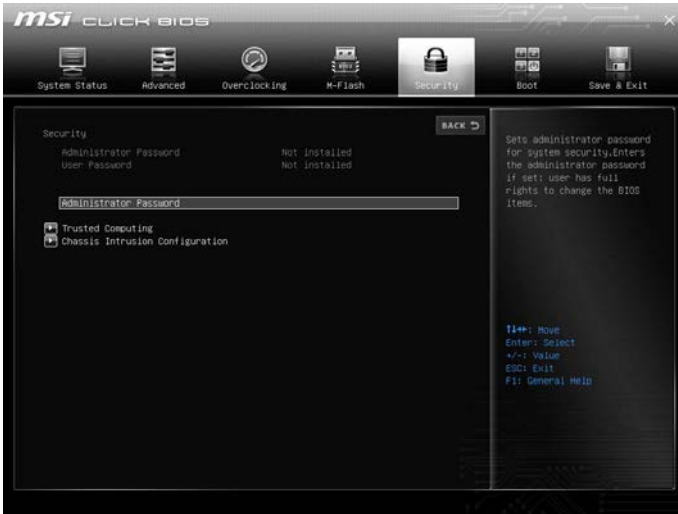 msi CLICK BIOS
System Status
Advanced
Overclocking
M-Flash
Security
Boot
Save & Exit
BACK
Security
Administrator Password Not installed
User Password Not installed
Administrator Password
Trusted Computing
Chassis Intrusion Configuration
Sets administrator password
for system security.Enters
the administrator password
if set: user has full
rights to change the BIOS
items.
↑↓←→: Move
Enter: Select
+/-: Value
ESC: Exit
F1: General Help